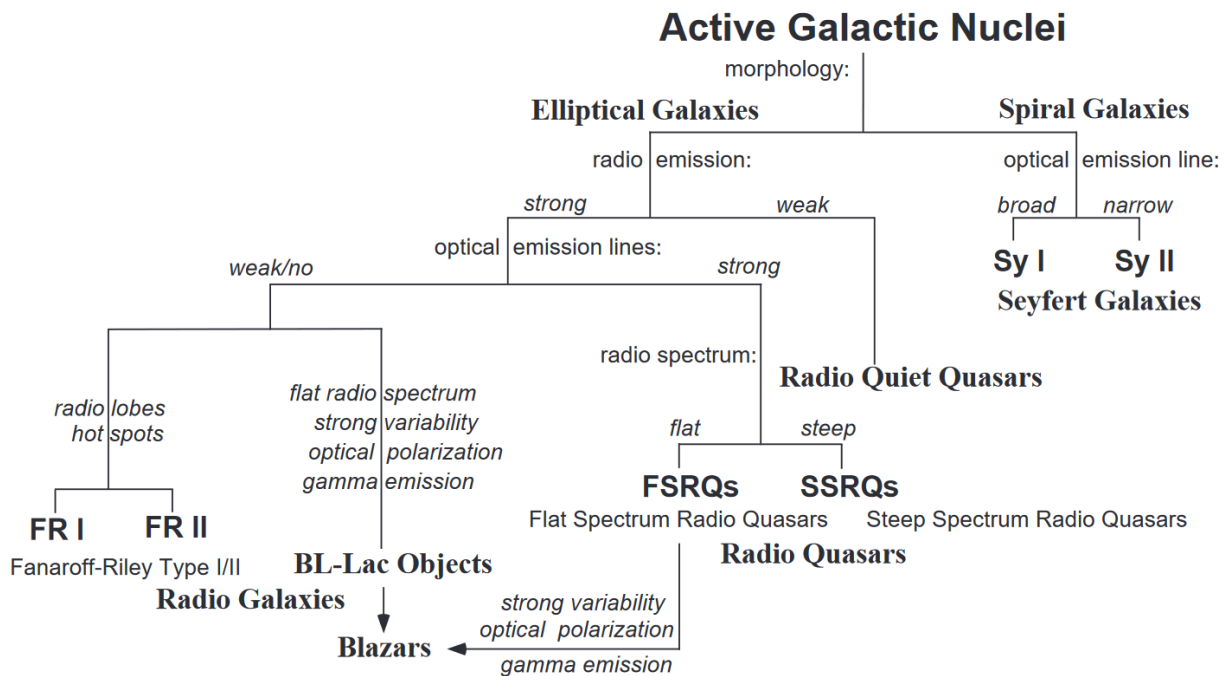 Active Galactic Nuclei
morphology:
Elliptical Galaxies
Spiral Galaxies
radio emission:
optical emission line:
strong
weak
broad
narrow
optical emission lines:
weak/no
strong
Sy I
Sy II
Seyfert Galaxies
radio spectrum:
Radio Quiet Quasars
radio lobes
hot spots
flat radio spectrum
strong variability
optical polarization
gamma emission
flat
steep
FSRQs
SSRQs
Flat Spectrum Radio Quasars
Steep Spectrum Radio Quasars
Radio Quasars
FR I
FR II
Fanaroff-Riley Type I/II
Radio Galaxies
BL-Lac Objects
strong variability
optical polarization
gamma emission
Blazars